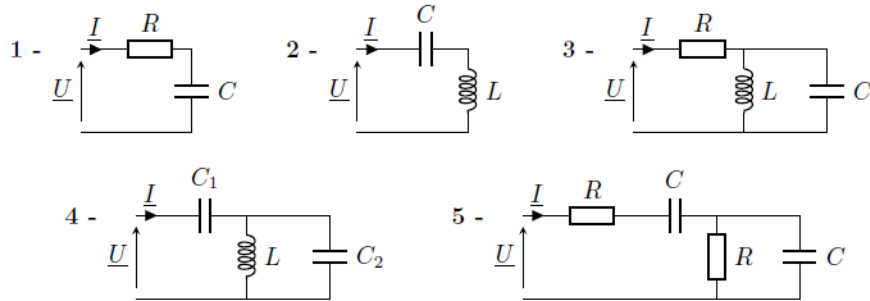 I R C I C I R
1 - 2 - 3 -
U C U L U L C
C₁ C
I I R
4 - 5 -
U L C₂ U R C